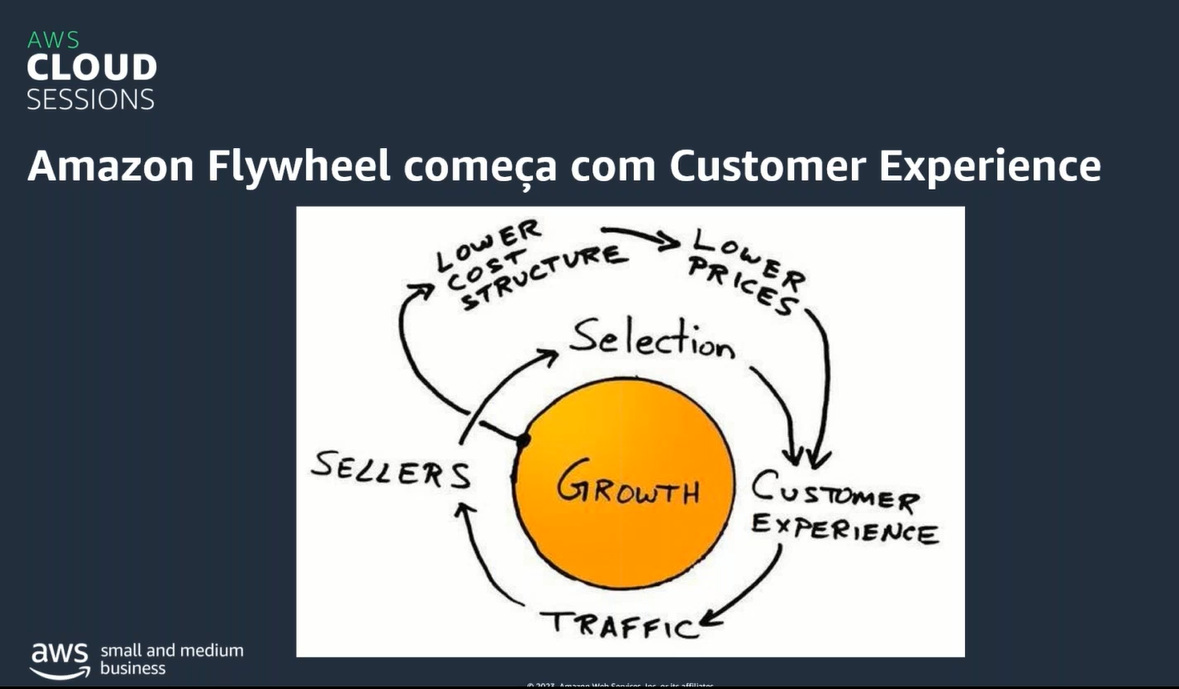 AWS
CLOUD
SESSIONS
Amazon Flywheel começa com Customer Experience
LOWER
COST
STRUCTURE
LOWER
PRICES
Selection
SELLERS
GROWTH
CUSTOMER
EXPERIENCE
TRAFFIC
aws small and medium
business
© 2023, Amazon Web Services, Inc. or its affiliates.